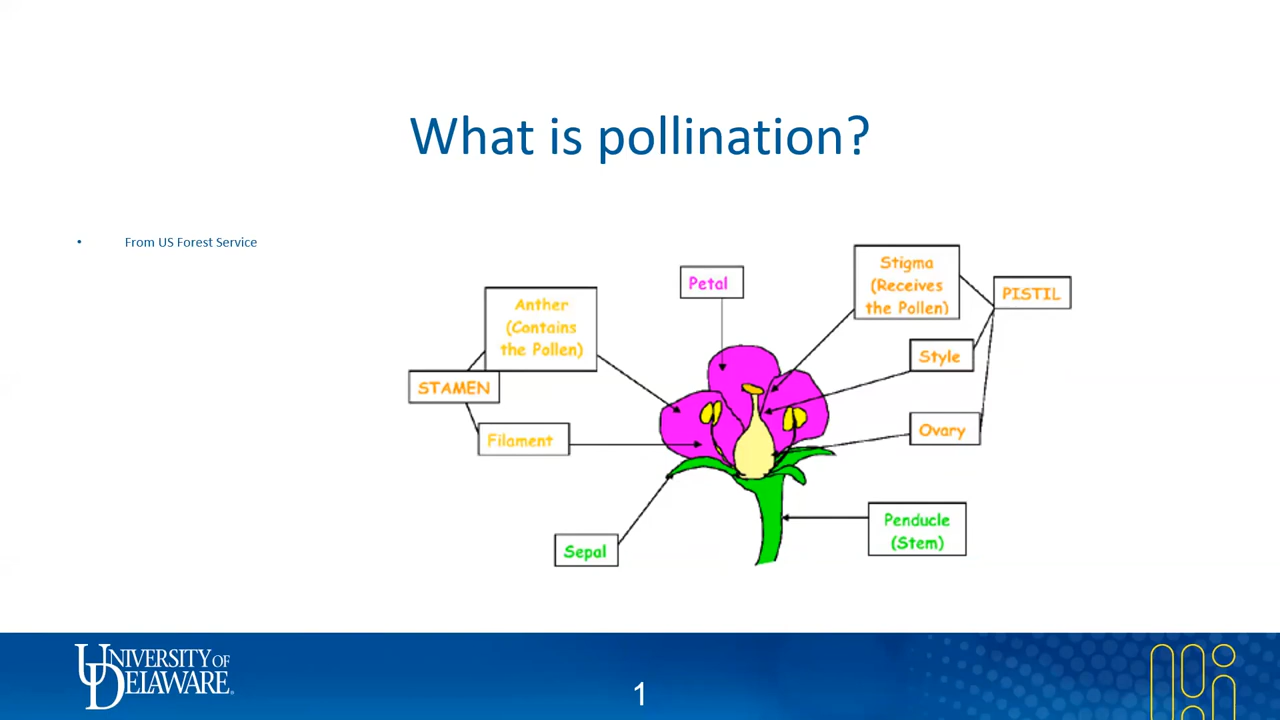 What is pollination?
• From US Forest Service
Petal
Stigma
(Receives
the Pollen)
PISTIL
Anther
(Contains
the Pollen)
Style
STAMEN
Ovary
Filament
Penducle
(Stem)
Sepal
UNIVERSITY OF
DELAWARE
1